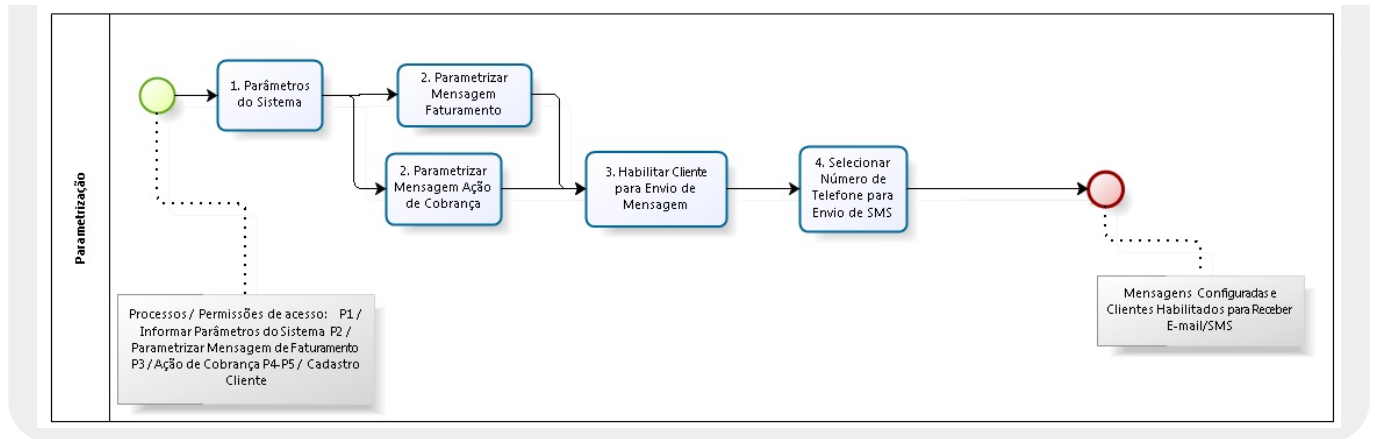 Parametrização
1. Parâmetros
do Sistema
2. Parametrizar
Mensagem
Faturamento
2. Parametrizar
Mensagem Ação
de Cobrança
3. Habilitar Cliente
para Envio de
Mensagem
4. Selecionar
Número de
Telefone para
Envio de SMS
Processos / Permissões de acesso: P1 /
Informar Parâmetros do Sistema P2 /
Parametrizar Mensagem de Faturamento
P3 / Ação de Cobrança P4-P5 / Cadastro
Cliente
Mensagens Configuradas e
Clientes Habilitados para Receber
E-mail/SMS